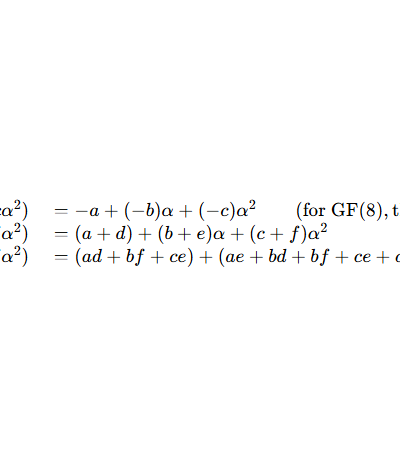 α²) = −a + (−b)α + (−c)α² (for GF(8), t
α²) = (a + d) + (b + e)α + (c + f)α²
α²) = (ad + bf + ce) + (ae + bd + bf + ce +